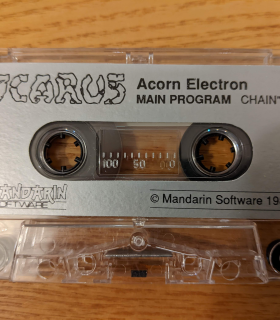 ICARUS
Acorn Electron
MAIN PROGRAM CHAIN"
100 50 0
MANDARIN
SOFTWARE
© Mandarin Software 19